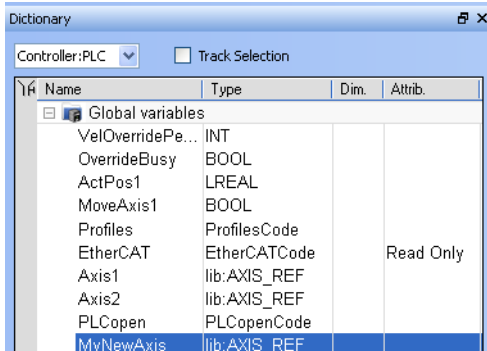 Dictionary
Controller:PLC Track Selection
Name Type Dim. Attrib.
Global variables
VelOverridePe... INT
OverrideBusy BOOL
ActPos1 LREAL
MoveAxis1 BOOL
Profiles ProfilesCode
EtherCAT EtherCATCode Read Only
Axis1 lib:AXIS_REF
Axis2 lib:AXIS_REF
PLCopen PLCopenCode
MyNewAxis lib:AXIS_REF